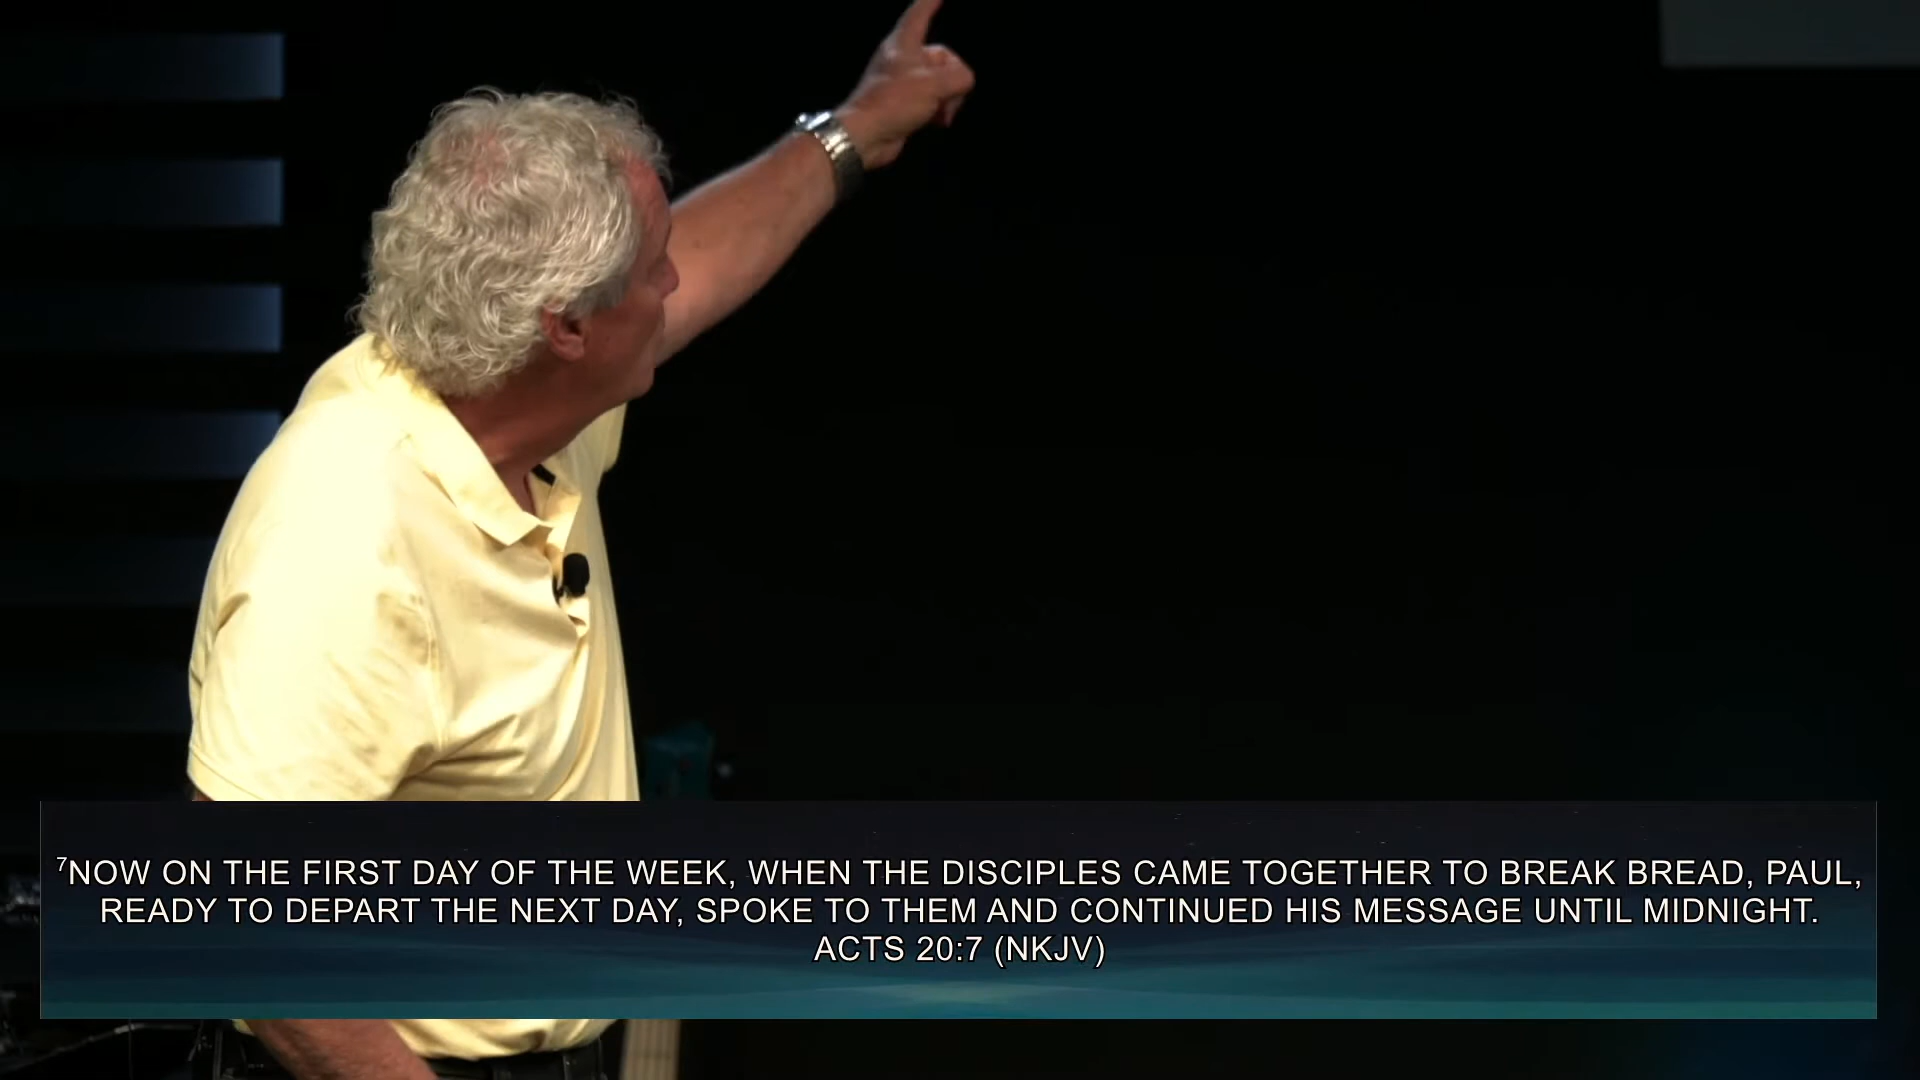 ⁷NOW ON THE FIRST DAY OF THE WEEK, WHEN THE DISCIPLES CAME TOGETHER TO BREAK BREAD, PAUL,
READY TO DEPART THE NEXT DAY, SPOKE TO THEM AND CONTINUED HIS MESSAGE UNTIL MIDNIGHT.
ACTS 20:7 (NKJV)